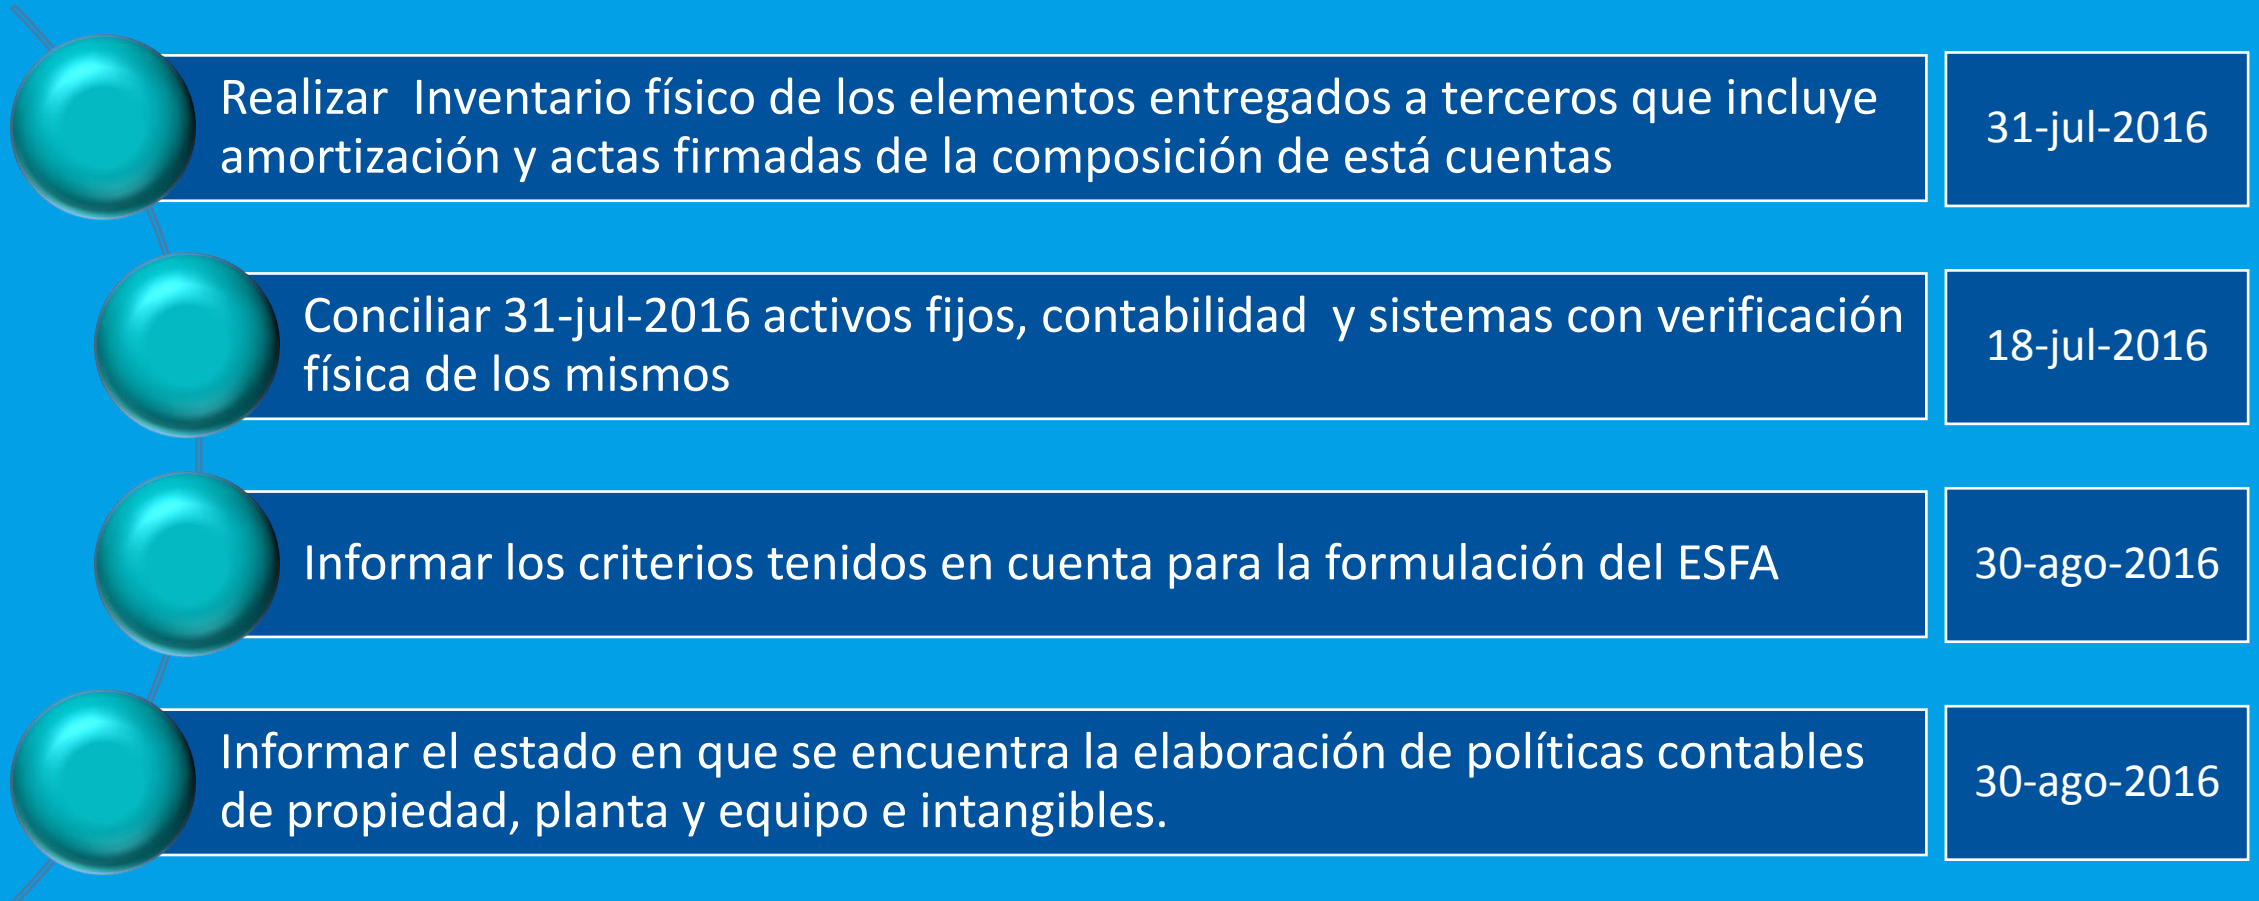 Realizar  Inventario físico de los elementos entregados a terceros que incluye
amortización y actas firmadas de la composición de está cuentas
31-jul-2016
Conciliar 31-jul-2016 activos fijos, contabilidad  y sistemas con verificación
física de los mismos
18-jul-2016
Informar los criterios tenidos en cuenta para la formulación del ESFA
30-ago-2016
Informar el estado en que se encuentra la elaboración de políticas contables
de propiedad, planta y equipo e intangibles.
30-ago-2016